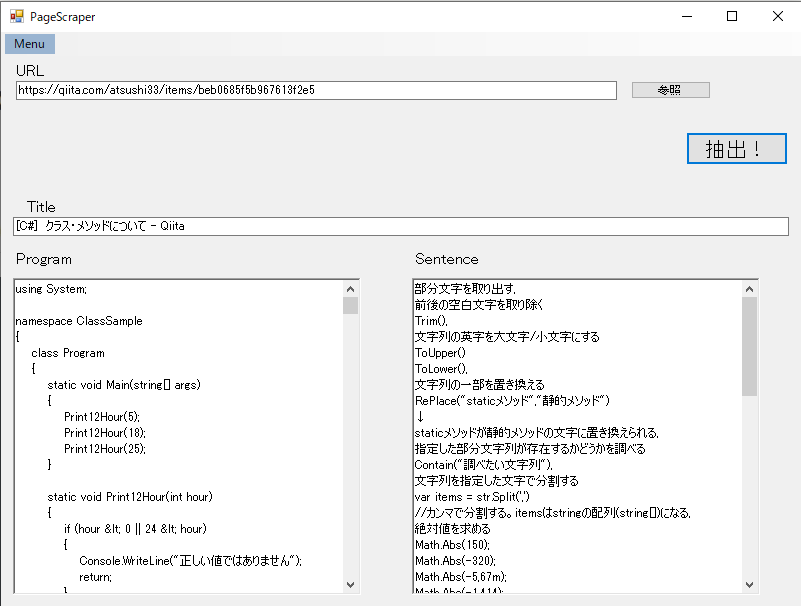 PageScraper
Menu
URL
https://qiita.com/atsushi33/items/beb0685f5b967613f2e5
参照
抽出！
Title
[C#] クラス・メソッドについて - Qiita
Program
using System;
namespace ClassSample
{
class Program
{
static void Main(string[] args)
{
Print12Hour(5);
Print12Hour(18);
Print12Hour(25);
}
static void Print12Hour(int hour)
{
if (hour &lt; 0 || 24 &lt; hour)
{
Console.WriteLine("正しい値ではありません");
return;
}
Sentence
部分文字を取り出す.
前後の空白文字を取り除く
Trim(),
文字列の英字を大文字/小文字にする
ToUpper()
ToLower(),
文字列の一部を置き換える
RePlace("staticメソッド","静的メソッド")
↓
staticメソッドが静的メソッドの文字に置き換えられる.
指定した部分文字列が存在するかどうかを調べる
Contain("調べたい文字列"),
文字列を指定した文字で分割する
var items = str.Split(',')
//カンマで分割する。itemsはstringの配列(string[])になる.
絶対値を求める
Math.Abs(150);
Math.Abs(-320);
Math.Abs(-5,67m);
Math.Abs(-1,414);